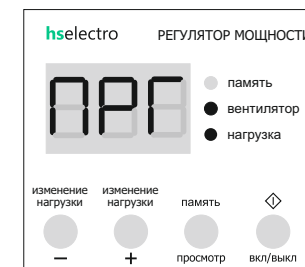 hselectro РЕГУЛЯТОР МОЩНОСТИ
ПРГ
память
вентилятор
нагрузка
изменение нагрузки
изменение нагрузки
память
– + просмотр вкл/выкл